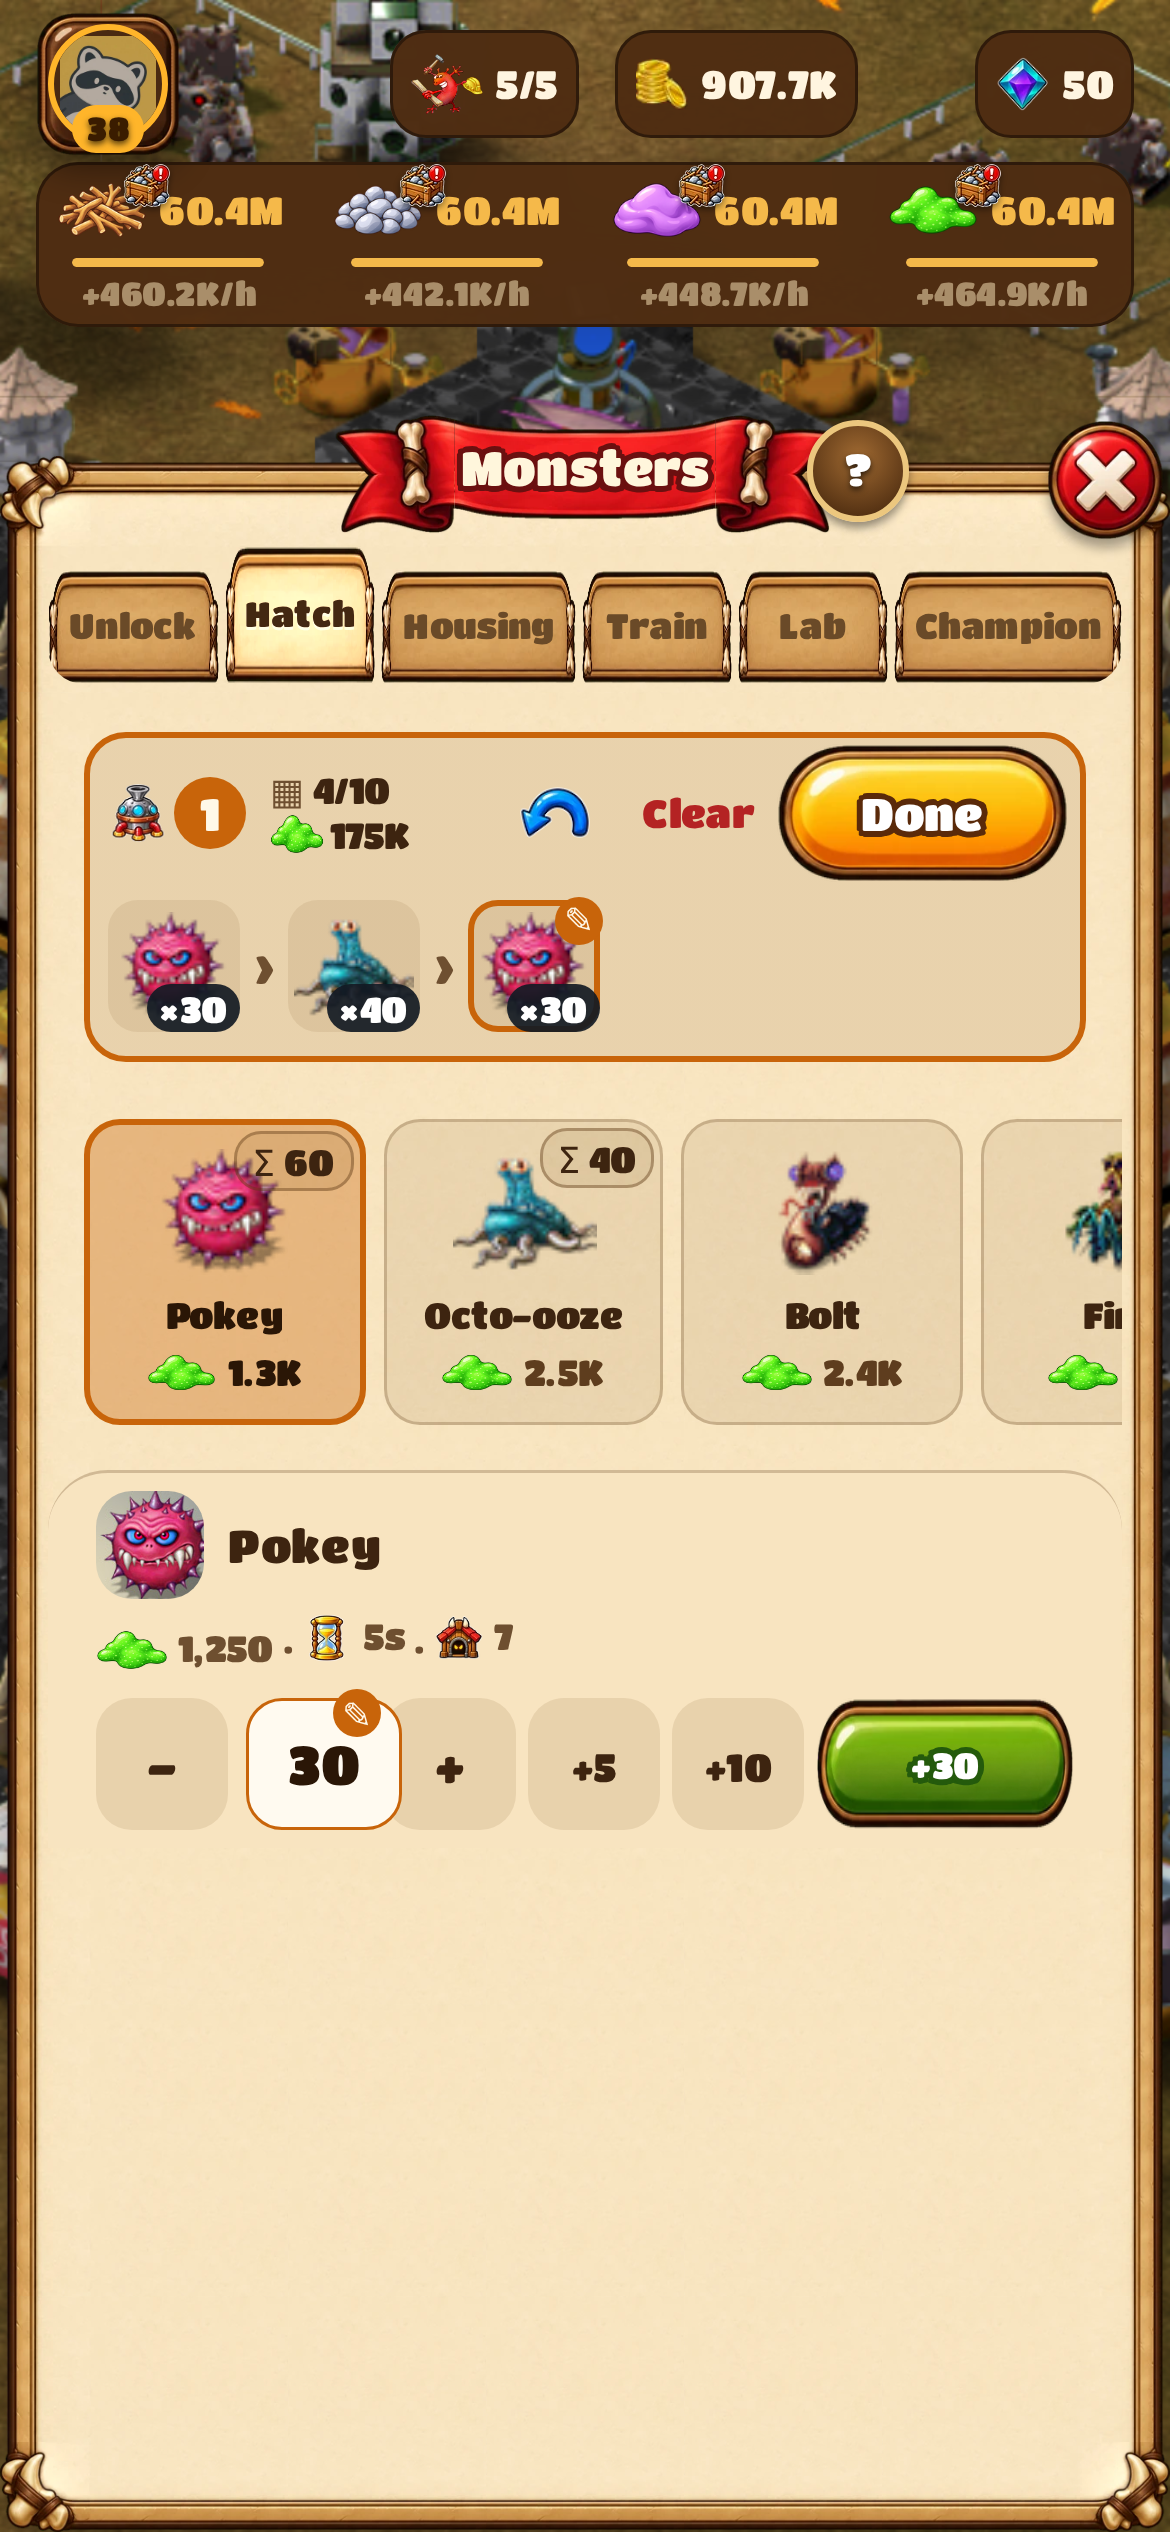 38
5/5
907.7K
50
60.4M
60.4M
60.4M
60.4M
+460.2K/h
+442.1K/h
+448.7K/h
+464.9K/h
Monsters
?
Unlock
Hatch
Housing
Train
Lab
Champion
1
4/10
175K
Clear
Done
×30
›
×40
›
×30
Σ 60
Σ 40
Pokey
Octo-ooze
Bolt
Fi
1.3K
2.5K
2.4K
Pokey
1,250 · 5s · 7
-
30
+
+5
+10
+30